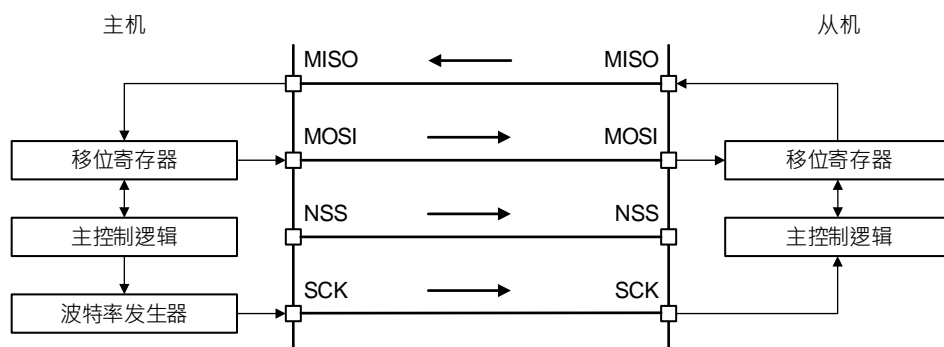 主机
从机
MISO
MISO
MOSI
MOSI
移位寄存器
移位寄存器
NSS
NSS
主控制逻辑
主控制逻辑
SCK
SCK
波特率发生器